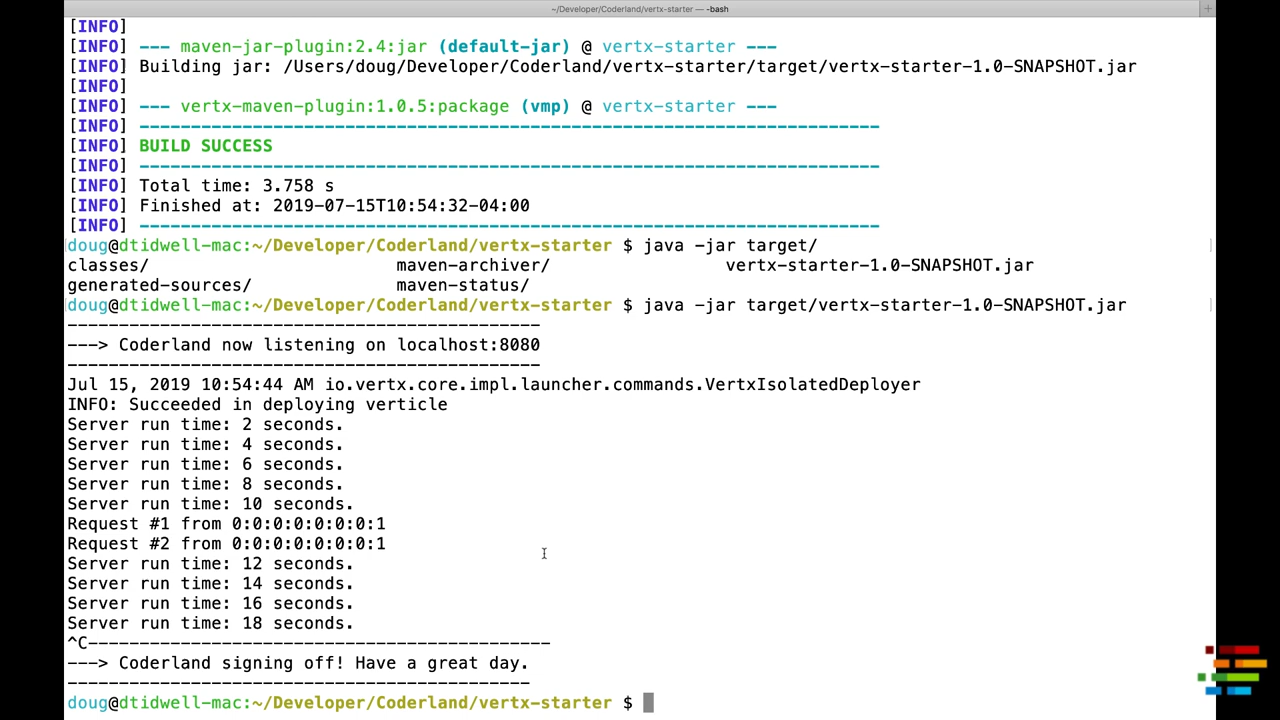 ~/Developer/Coderland/vertx-starter — -bash
[INFO]
[INFO] --- maven-jar-plugin:2.4:jar (default-jar) @ vertx-starter ---
[INFO] Building jar: /Users/doug/Developer/Coderland/vertx-starter/target/vertx-starter-1.0-SNAPSHOT.jar
[INFO]
[INFO] --- vertx-maven-plugin:1.0.5:package (vmp) @ vertx-starter ---
[INFO] ------------------------------------------------------------------------
[INFO] BUILD SUCCESS
[INFO] ------------------------------------------------------------------------
[INFO] Total time: 3.758 s
[INFO] Finished at: 2019-07-15T10:54:32-04:00
[INFO] ------------------------------------------------------------------------
doug@dtidwell-mac:~/Developer/Coderland/vertx-starter $ java -jar target/
classes/ maven-archiver/ vertx-starter-1.0-SNAPSHOT.jar
generated-sources/ maven-status/
doug@dtidwell-mac:~/Developer/Coderland/vertx-starter $ java -jar target/vertx-starter-1.0-SNAPSHOT.jar
----------------------------------------------
---> Coderland now listening on localhost:8080
----------------------------------------------
Jul 15, 2019 10:54:44 AM io.vertx.core.impl.launcher.commands.VertxIsolatedDeployer
INFO: Succeeded in deploying verticle
Server run time: 2 seconds.
Server run time: 4 seconds.
Server run time: 6 seconds.
Server run time: 8 seconds.
Server run time: 10 seconds.
Request #1 from 0:0:0:0:0:0:0:1
Request #2 from 0:0:0:0:0:0:0:1
Server run time: 12 seconds.
Server run time: 14 seconds.
Server run time: 16 seconds.
Server run time: 18 seconds.
^C---------------------------------------------
---> Coderland signing off! Have a great day.
---------------------------------------------
doug@dtidwell-mac:~/Developer/Coderland/vertx-starter $